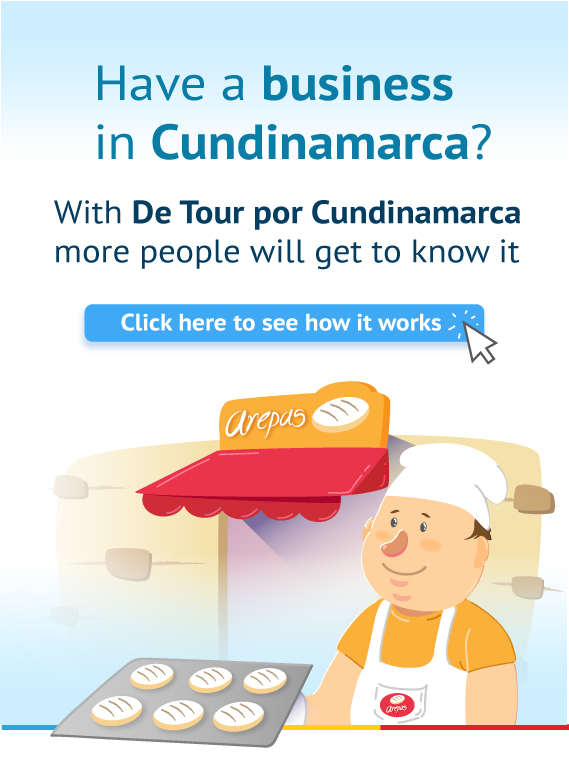 Have a business
in Cundinamarca?
With De Tour por Cundinamarca
more people will get to know it
Click here to see how it works
arepas
arepas